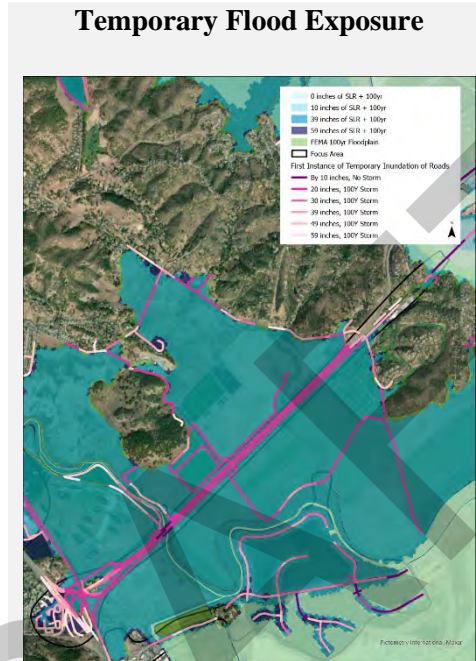 Temporary Flood Exposure
0 inches of SLR + 100yr
10 inches of SLR + 100yr
39 inches of SLR + 100yr
59 inches of SLR + 100yr
FEMA 100yr Floodplain
Focus Area
First Instance of Temporary Inundation of Roads
By 10 inches, No Storm
20 inches, 100Y Storm
30 inches, 100Y Storm
39 inches, 100Y Storm
49 inches, 100Y Storm
59 inches, 100Y Storm
Pictometry International, Maxar